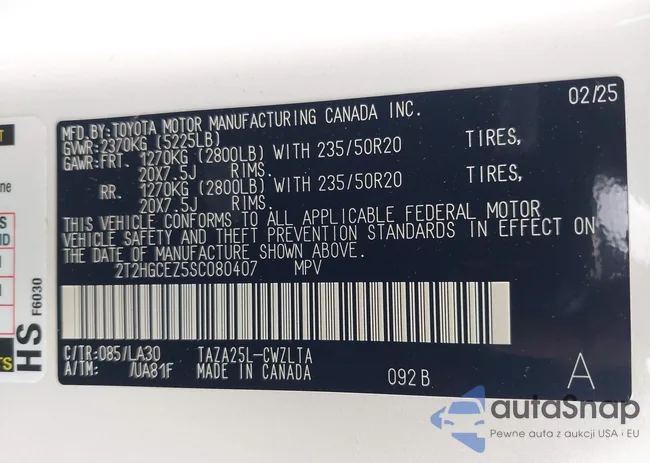 02/25
MFD.BY:TOYOTA MOTOR MANUFACTURING CANADA INC.
GVWR:2370KG (5225LB)
GAWR:FRT. 1270KG (2800LB) WITH 235/50R20 TIRES,
20X7.5J RIMS.
RR. 1270KG (2800LB) WITH 235/50R20 TIRES,
20X7.5J RIMS.
THIS VEHICLE CONFORMS TO ALL APPLICABLE FEDERAL MOTOR
VEHICLE SAFETY AND THEFT PREVENTION STANDARDS IN EFFECT ON
THE DATE OF MANUFACTURE SHOWN ABOVE.
2T2HGCEZ5SC080407 MPV
C/TR:085/LA30 TAZA25L-CWZLTA
A/TM: /UA81F MADE IN CANADA 092B A
HS F6030
autoSnap
Pewne auta z aukcji USA i EU